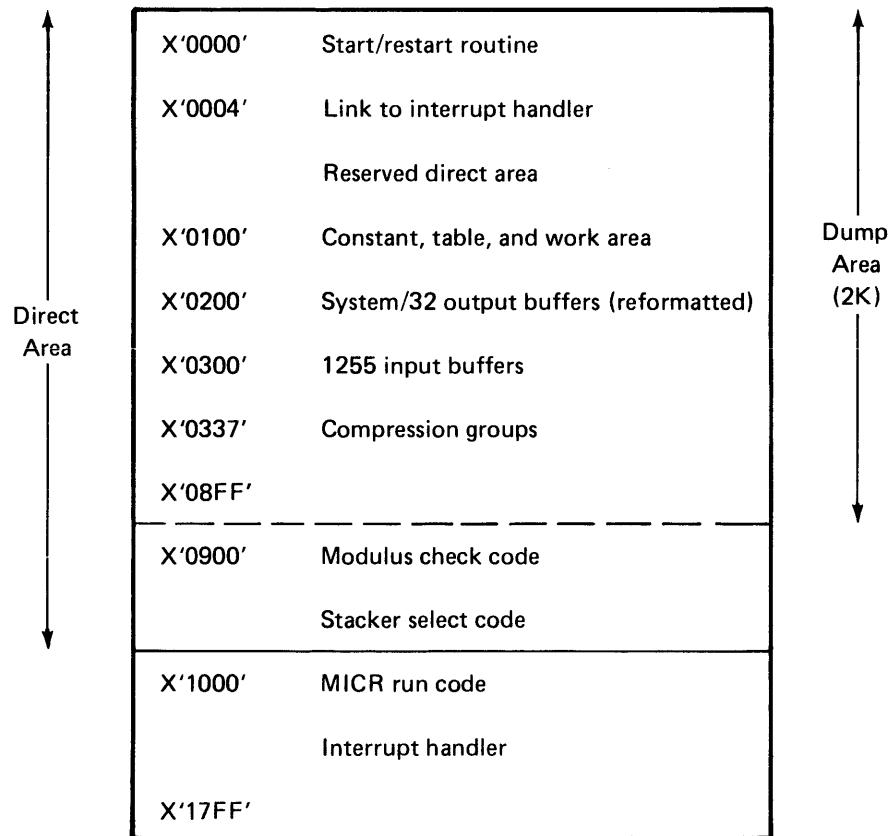 X'0000' Start/restart routine
X'0004' Link to interrupt handler
Reserved direct area
X'0100' Constant, table, and work area
X'0200' System/32 output buffers (reformatted)
X'0300' 1255 input buffers
X'0337' Compression groups
X'08FF'
X'0900' Modulus check code
Stacker select code
X'1000' MICR run code
Interrupt handler
X'17FF'
Direct
Area
Dump
Area
(2K)